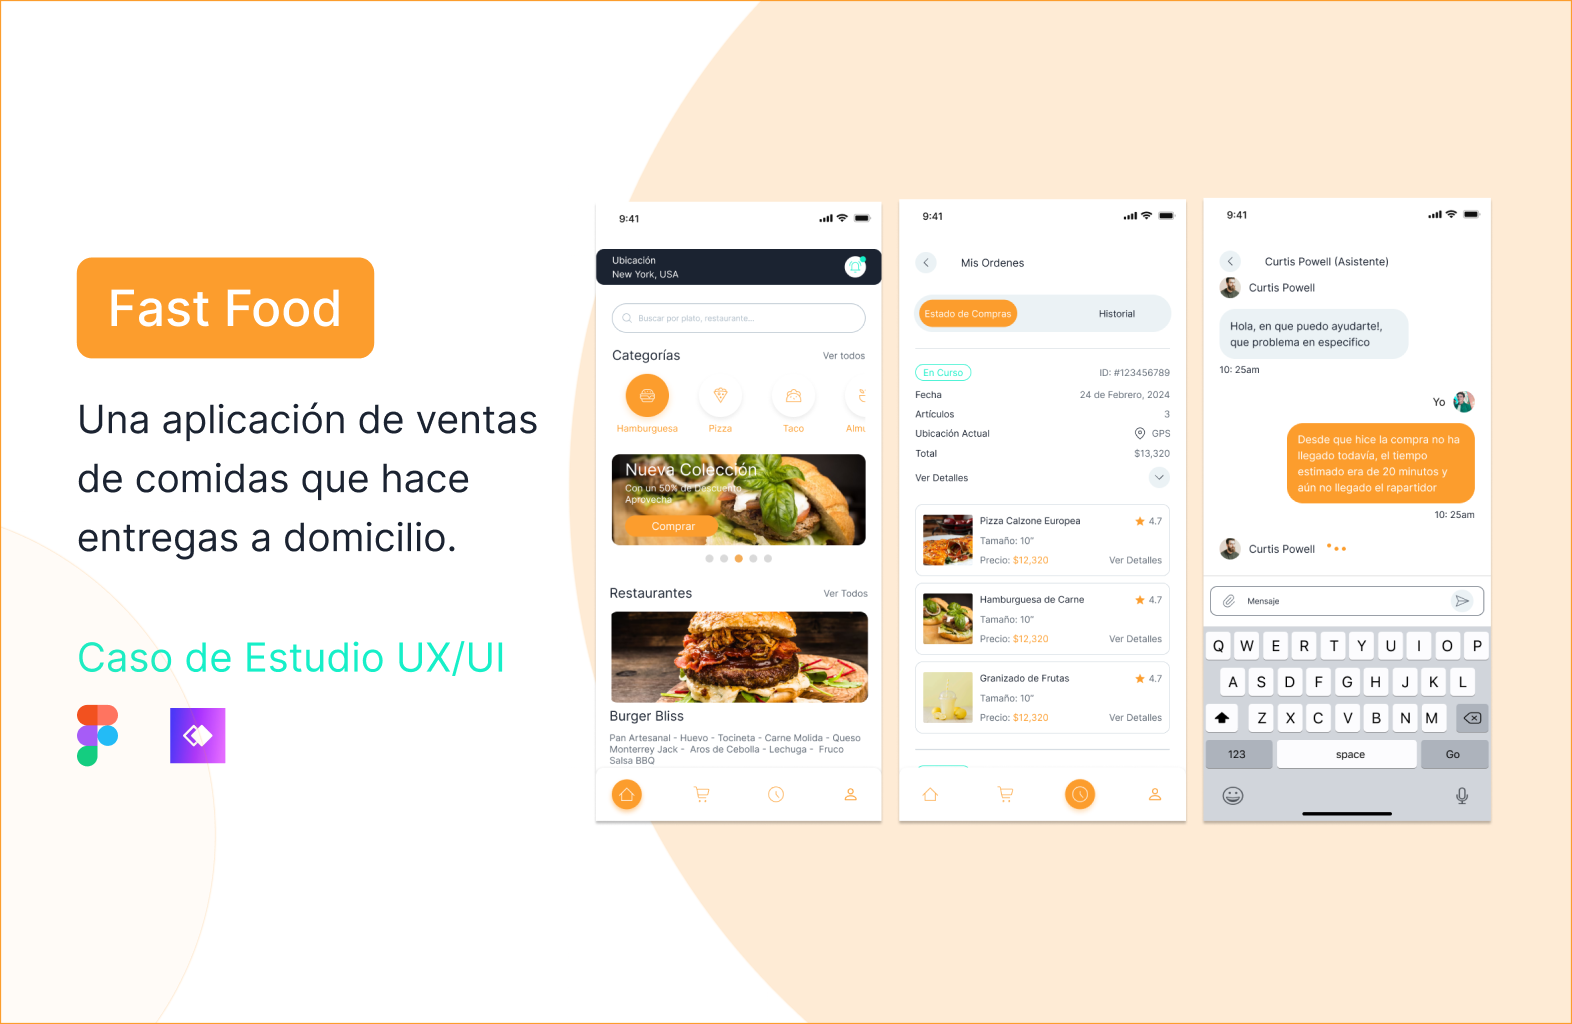 Fast Food
Una aplicación de ventas
de comidas que hace
entregas a domicilio.
Caso de Estudio UX/UI
9:41
Ubicación
New York, USA
Buscar por plato, restaurante...
Categorías
Ver todos
Hamburguesa
Pizza
Taco
Almu
Nueva Colección
Con un 50% de Descuento
Aprovecha
Comprar
Restaurantes
Ver Todos
Burger Bliss
Pan Artesanal - Huevo - Tocineta - Carne Molida - Queso
Monterrey Jack - Aros de Cebolla - Lechuga - Fruco
Salsa BBQ
9:41
Mis Ordenes
Estado de Compras
Historial
En Curso
ID: #123456789
Fecha
24 de Febrero, 2024
Artículos
3
Ubicación Actual
GPS
Total
$13,320
Ver Detalles
Pizza Calzone Europea
4.7
Tamaño: 10"
Precio: $12,320
Ver Detalles
Hamburguesa de Carne
4.7
Tamaño: 10"
Precio: $12,320
Ver Detalles
Granizado de Frutas
4.7
Tamaño: 10"
Precio: $12,320
Ver Detalles
9:41
Curtis Powell (Asistente)
Curtis Powell
Hola, en que puedo ayudarte!,
que problema en especifico
10: 25am
Yo
Desde que hice la compra no ha
llegado todavía, el tiempo
estimado era de 20 minutos y
aún no llegado el rapartidor
10: 25am
Curtis Powell
Mensaje
Q W E R T Y U I O P
A S D F G H J K L
Z X C V B N M
123
space
Go